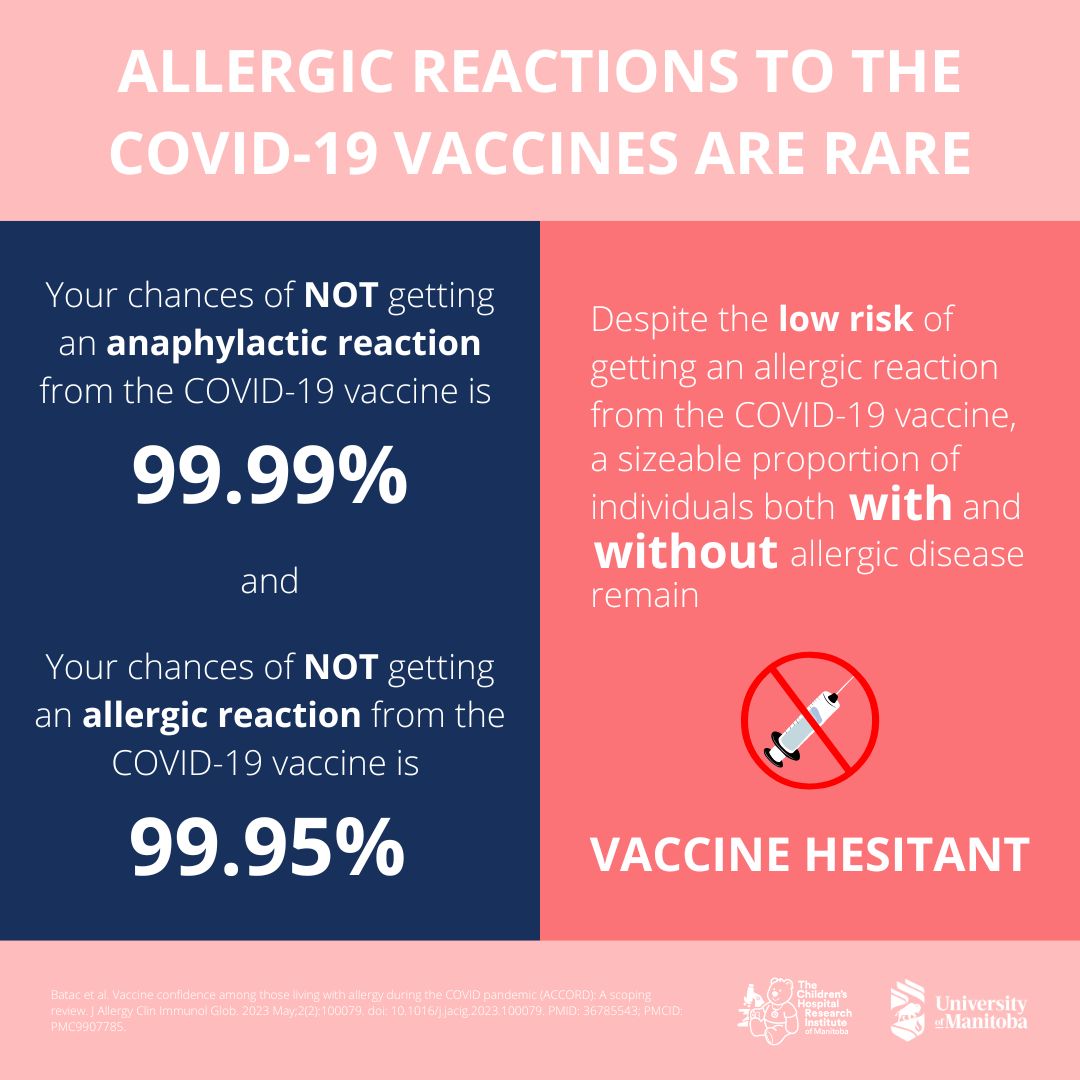 ALLERGIC REACTIONS TO THE
COVID-19 VACCINES ARE RARE
Your chances of NOT getting
an anaphylactic reaction
from the COVID-19 vaccine is
99.99%
and
Your chances of NOT getting
an allergic reaction from the
COVID-19 vaccine is
99.95%
Despite the low risk of
getting an allergic reaction
from the COVID-19 vaccine,
a sizeable proportion of
individuals both with and
without allergic disease
remain
VACCINE HESITANT
Batac et al. Vaccine confidence among those living with allergy during the COVID pandemic (ACCORD): A scoping
review. J Allergy Clin Immunol Glob. 2023 May;2(2):100079. doi: 10.1016/j.jacig.2023.100079. PMID: 36785543; PMCID:
PMC9907785.
The
Children's
Hospital
Research
Institute
of Manitoba
University
of Manitoba